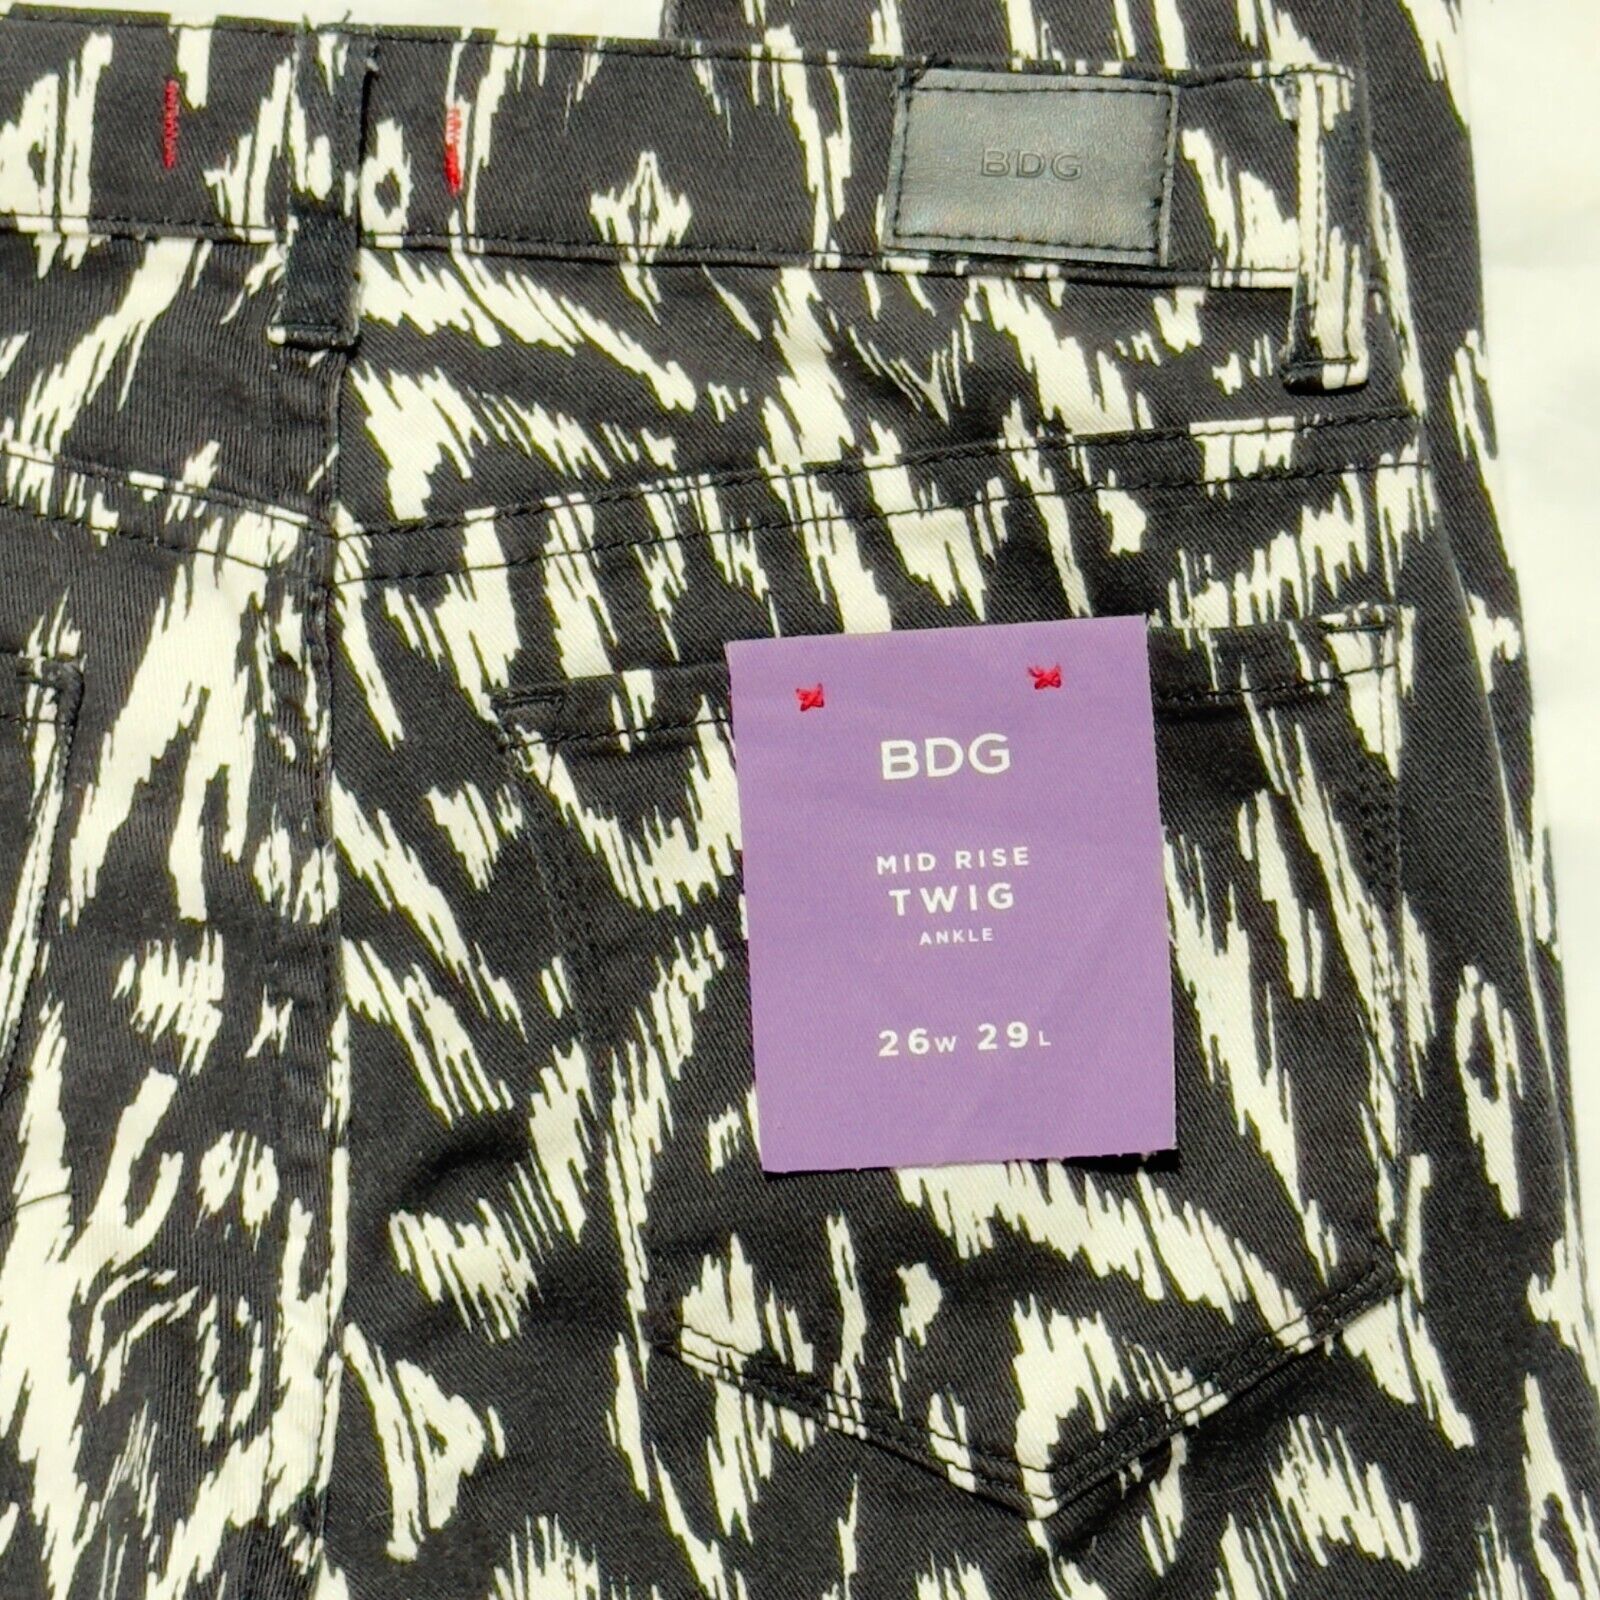 BDG
BDG
MID RISE
TWIG
ANKLE
26W 29L